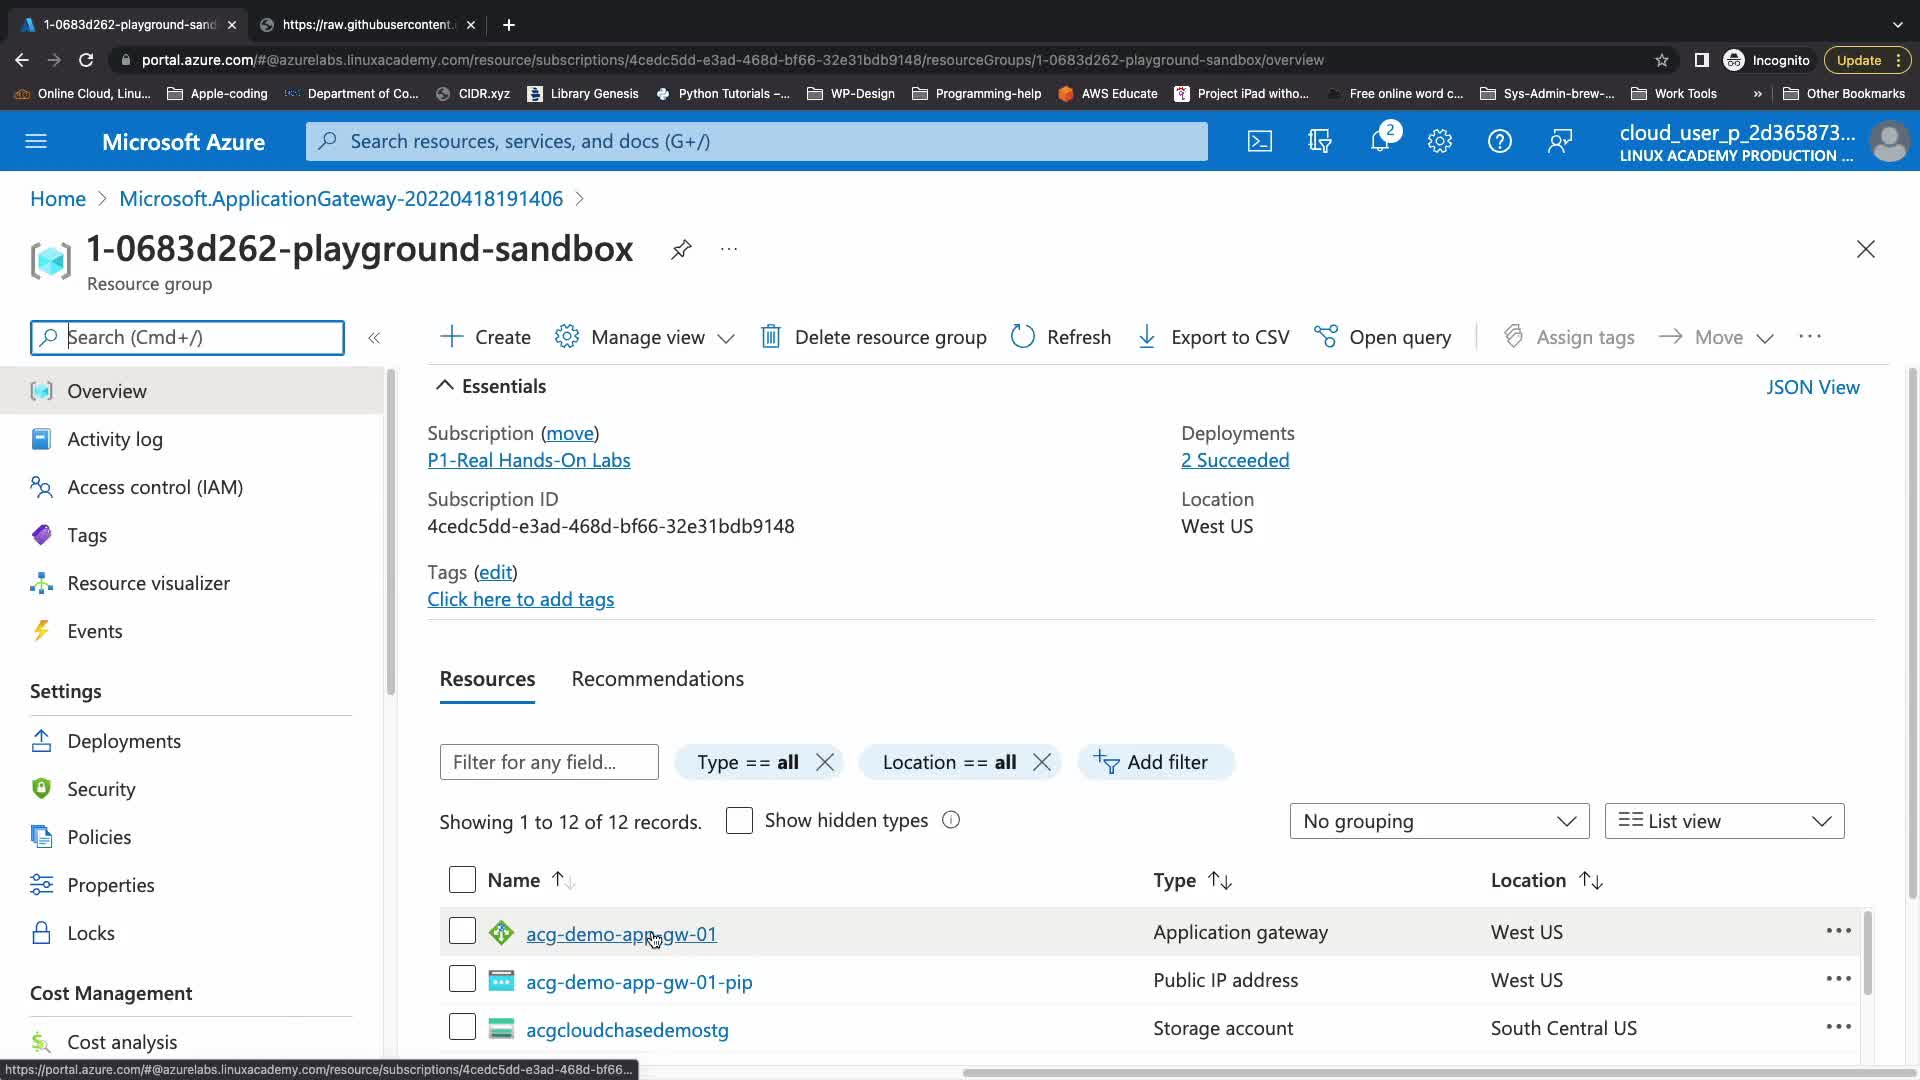 1-0683d262-playground-sand
https://raw.githubusercontent.
portal.azure.com/#@azurelabs.linuxacademy.com/resource/subscriptions/4cedc5dd-e3ad-468d-bf66-32e31bdb9148/resourceGroups/1-0683d262-playground-sandbox/overview
Incognito
Update
Online Cloud, Linu...
Apple-coding
Department of Co...
CIDR.xyz
Library Genesis
Python Tutorials –...
WP-Design
Programming-help
AWS Educate
Project iPad witho...
Free online word c...
Sys-Admin-brew-...
Work Tools
»
Other Bookmarks
Microsoft Azure
Search resources, services, and docs (G+/)
2
cloud_user_p_2d365873...
LINUX ACADEMY PRODUCTION ...
Home > Microsoft.ApplicationGateway-20220418191406 >
1-0683d262-playground-sandbox
...
Resource group
Search (Cmd+/)
«
Create
Manage view
Delete resource group
Refresh
Export to CSV
Open query
Assign tags
Move
...
Overview
Activity log
Access control (IAM)
Tags
Resource visualizer
Events
Settings
Deployments
Security
Policies
Properties
Locks
Cost Management
Cost analysis
Essentials
JSON View
Subscription (move)
P1-Real Hands-On Labs
Subscription ID
4cedc5dd-e3ad-468d-bf66-32e31bdb9148
Deployments
2 Succeeded
Location
West US
Tags (edit)
Click here to add tags
Resources
Recommendations
Filter for any field...
Type == all
Location == all
Add filter
Showing 1 to 12 of 12 records.
Show hidden types
No grouping
List view
Name
Type
Location
acg-demo-app-gw-01
Application gateway
West US
...
acg-demo-app-gw-01-pip
Public IP address
West US
...
acgcloudchasedemostg
Storage account
South Central US
...
https://portal.azure.com/#@azurelabs.linuxacademy.com/resource/subscriptions/4cedc5dd-e3ad-468d-bf66...